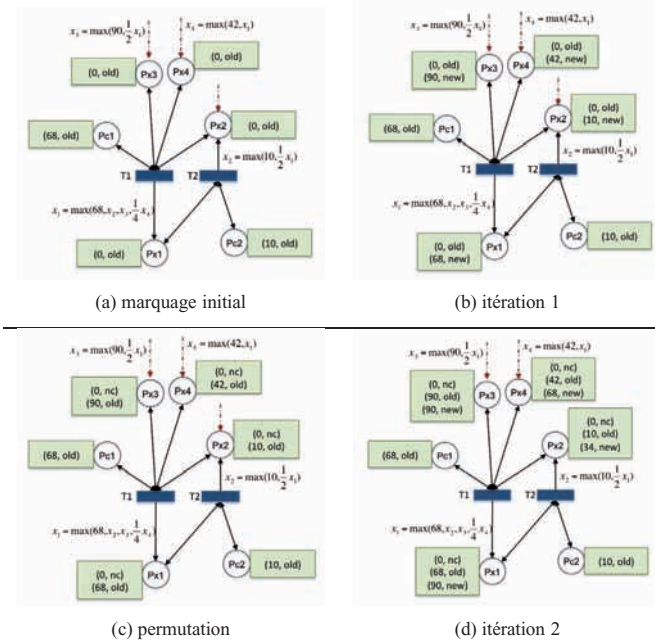 x₃ = max(90, 1/2 x₁)
x₄ = max(42, x₁)
(0, old)
Px3
Px4
(0, old)
(68, old)
Pc1
Px2
(0, old)
x₂ = max(10, 1/2 x₁)
T1
T2
x₁ = max(68, x₂, x₃, 1/4 x₄)
(0, old)
Px1
Pc2
(10, old)
(a) marquage initial
x₃ = max(90, 1/2 x₁)
x₄ = max(42, x₁)
(0, old)
(90, new)
Px3
Px4
(0, old)
(42, new)
(68, old)
Pc1
Px2
(0, old)
(10, new)
x₂ = max(10, 1/2 x₁)
T1
T2
x₁ = max(68, x₂, x₃, 1/4 x₄)
(0, old)
(68, new)
Px1
Pc2
(10, old)
(b) itération 1
x₃ = max(90, 1/2 x₁)
x₄ = max(42, x₁)
(0, nc)
(90, old)
Px3
Px4
(0, nc)
(42, old)
(68, old)
Pc1
Px2
(0, nc)
(10, old)
x₂ = max(10, 1/2 x₁)
T1
T2
x₁ = max(68, x₂, x₃, 1/4 x₄)
(0, nc)
(68, old)
Px1
Pc2
(10, old)
(c) permutation
x₃ = max(90, 1/2 x₁)
x₄ = max(42, x₁)
(0, nc)
(90, old)
(90, new)
Px3
Px4
(0, nc)
(42, old)
(68, new)
(68, old)
Pc1
Px2
(0, nc)
(10, old)
(34, new)
x₂ = max(10, 1/2 x₁)
T1
T2
x₁ = max(68, x₂, x₃, 1/4 x₄)
(0, nc)
(68, old)
(90, new)
Px1
Pc2
(10, old)
(d) itération 2